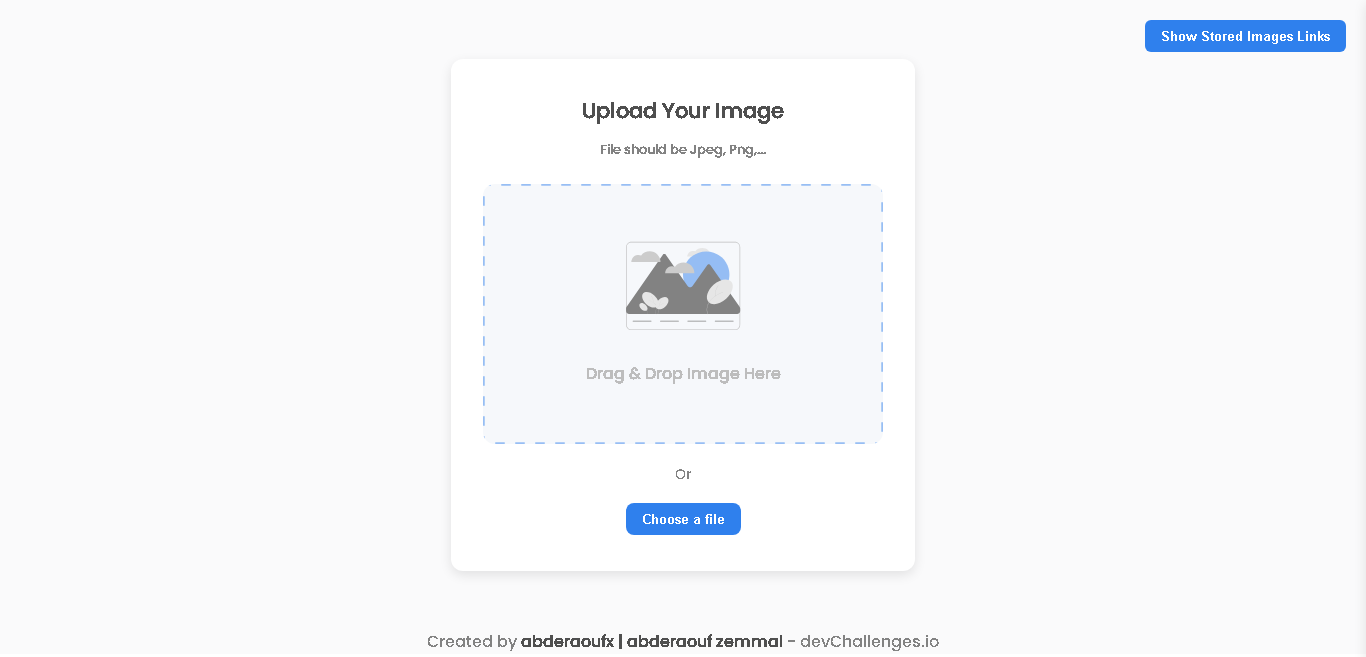 Show Stored Images Links
Upload Your Image
File should be Jpeg, Png,...
Drag & Drop Image Here
Or
Choose a file
Created by abderaoufx | abderaouf zemmal - devChallenges.io